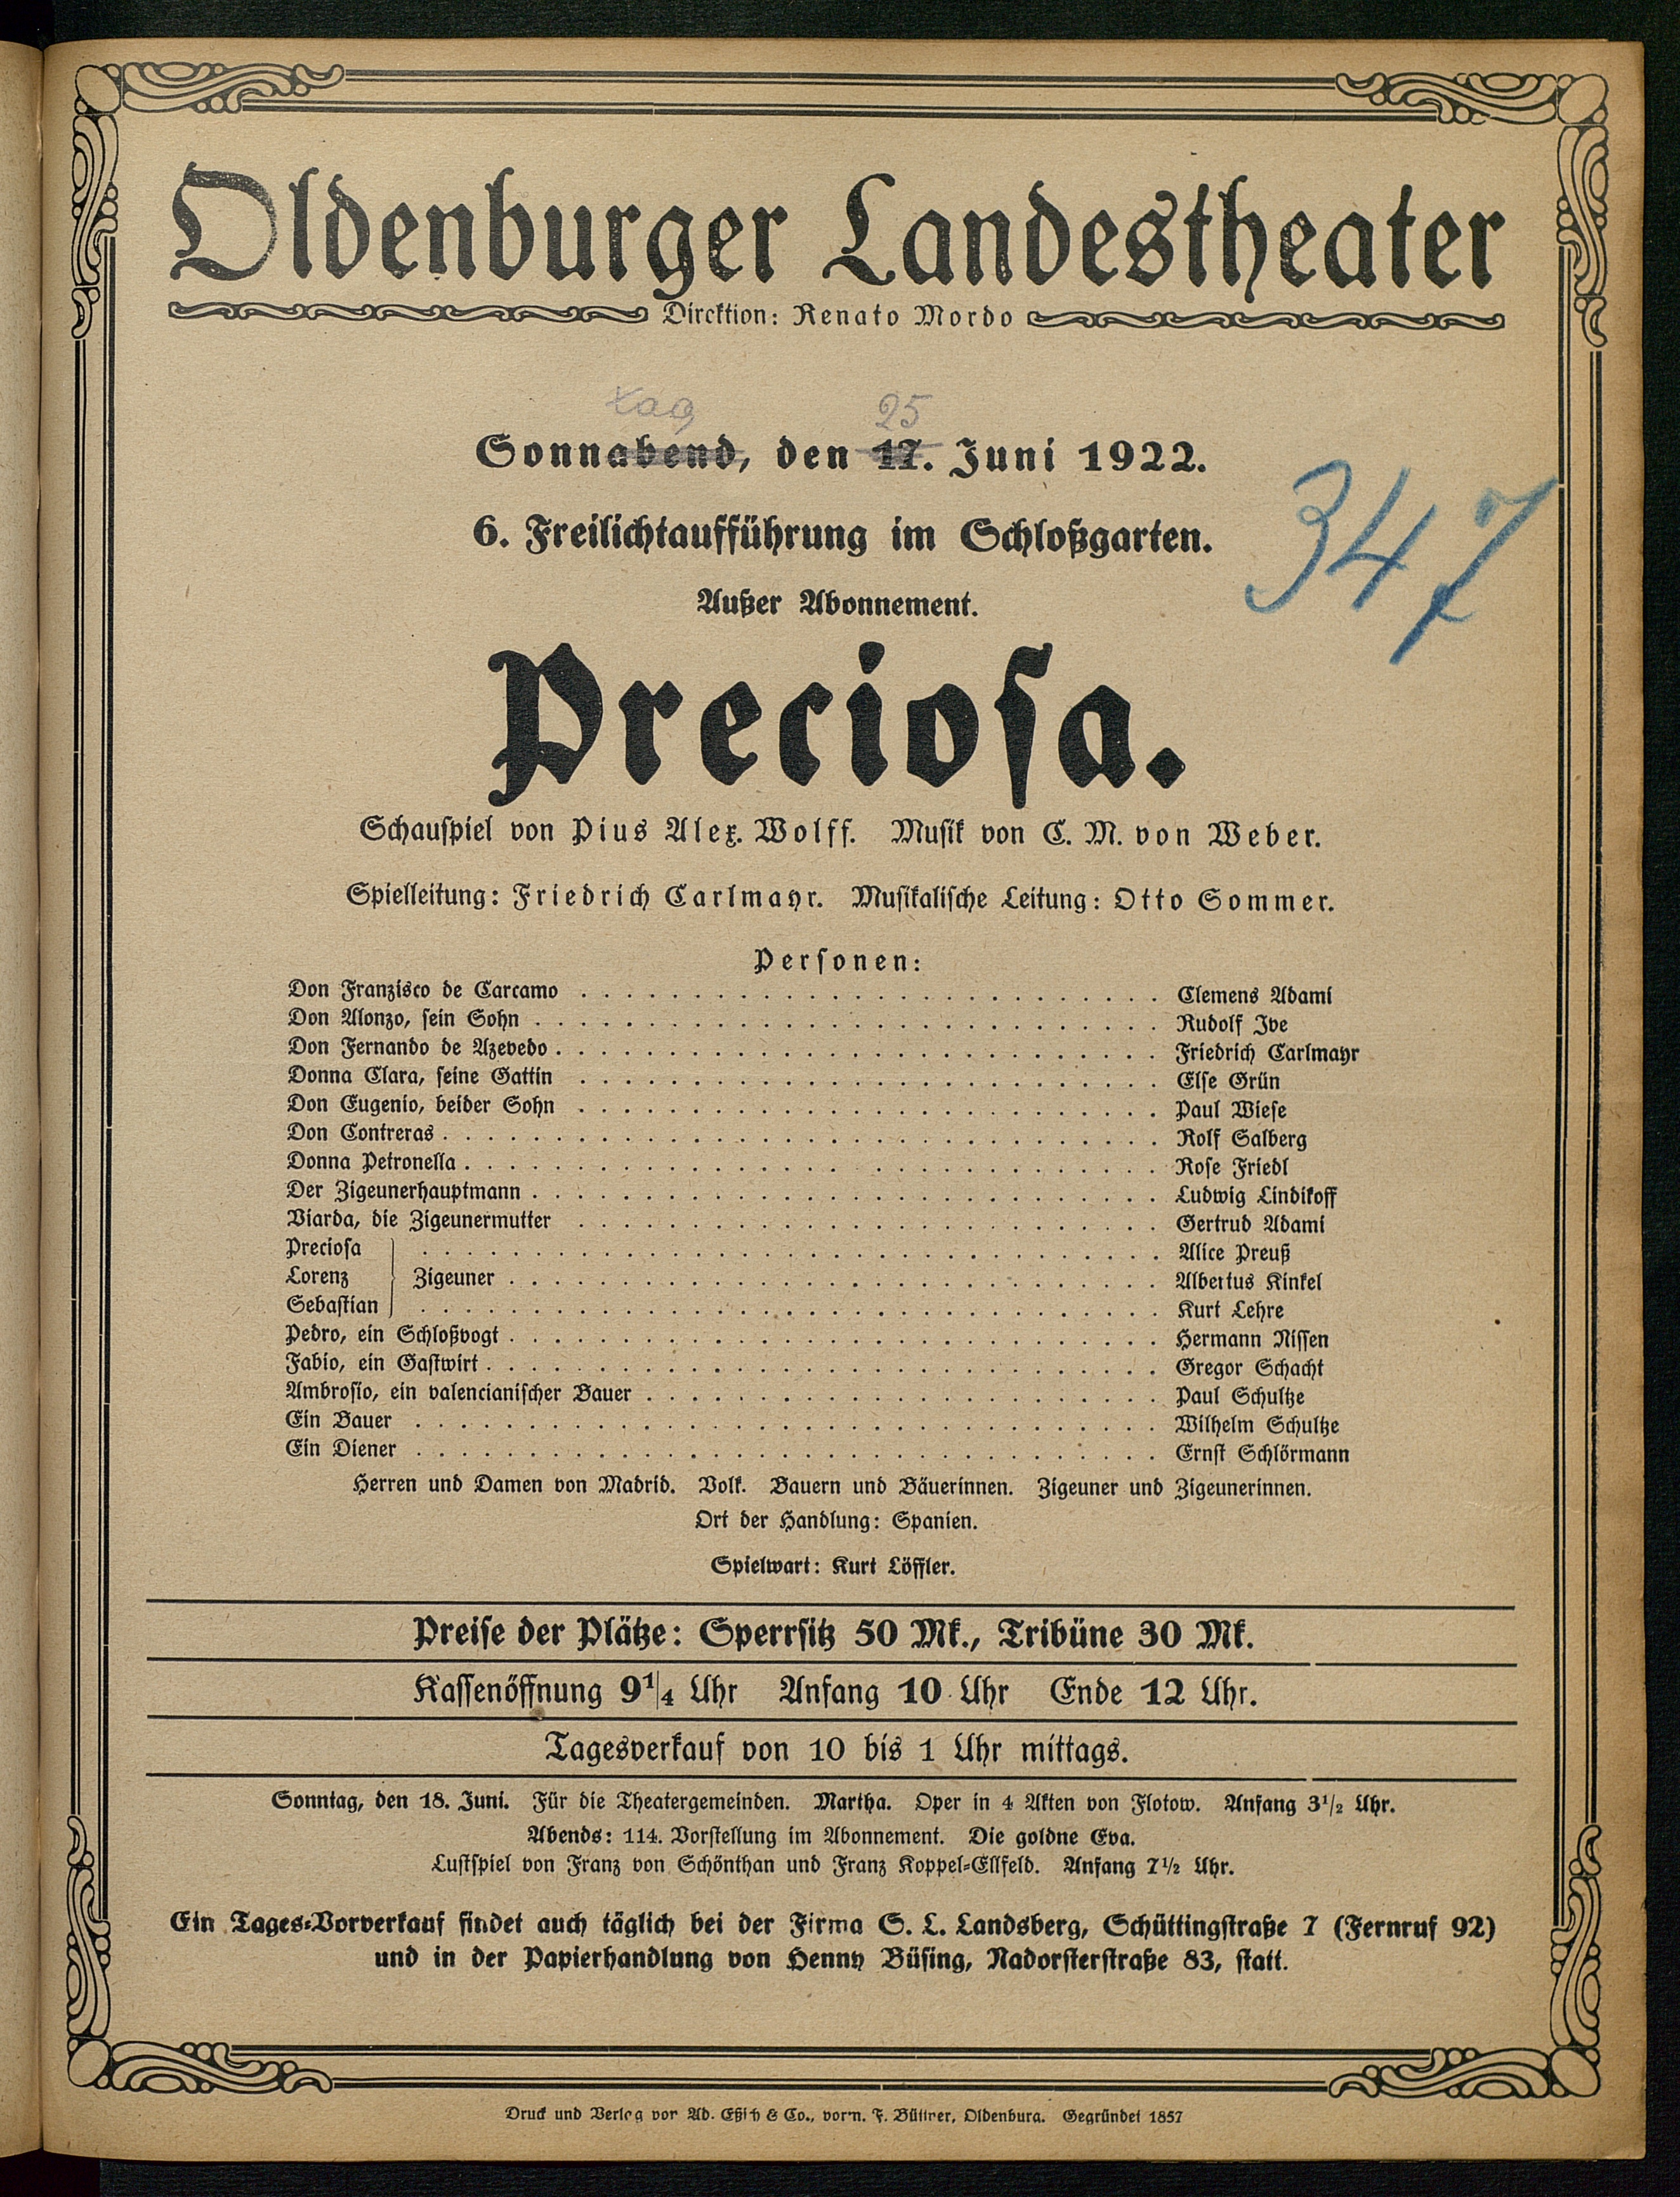 Oldenburger Landestheater
Direktion: Renato Mordo
tag 25
Sonnabend, den 17. Juni 1922.
6. Freilichtaufführung im Schloßgarten.
347
Außer Abonnement.
Preciosa.
Schauspiel von Pius Alex. Wolff. Musik von C. M. von Weber.
Spielleitung: Friedrich Carlmayr. Musikalische Leitung: Otto Sommer.
Personen:
Don Franzisco de Carcamo . . . . Clemens Adami
Don Alonzo, sein Sohn . . . . Rudolf Ive
Don Fernando de Azevedo . . . . Friedrich Carlmayr
Donna Clara, seine Gattin . . . . Else Grün
Don Eugenio, beider Sohn . . . . Paul Wiese
Don Contreras . . . . Rolf Salberg
Donna Petronella . . . . Rose Friedl
Der Zigeunerhauptmann . . . . Ludwig Lindikoff
Viarda, die Zigeunermutter . . . . Gertrud Adami
Preciosa . . . . Alice Preuß
Lorenz } Zigeuner . . . . Albertus Kinkel
Sebastian . . . . Kurt Lehre
Pedro, ein Schloßvogt . . . . Hermann Nissen
Fabio, ein Gastwirt . . . . Gregor Schacht
Ambrosio, ein valencianischer Bauer . . . . Paul Schultze
Ein Bauer . . . . Wilhelm Schultze
Ein Diener . . . . Ernst Schlörmann
Herren und Damen von Madrid. Volk. Bauern und Bäuerinnen. Zigeuner und Zigeunerinnen.
Ort der Handlung: Spanien.
Spielwart: Kurt Löffler.
Preise der Plätze: Sperrsitz 50 Mk., Tribüne 30 Mk.
Kassenöffnung 9 1/4 Uhr Anfang 10 Uhr Ende 12 Uhr.
Tagesverkauf von 10 bis 1 Uhr mittags.
Sonntag, den 18. Juni. Für die Theatergemeinden. Martha. Oper in 4 Akten von Flotow. Anfang 3 1/2 Uhr.
Abends: 114. Vorstellung im Abonnement. Die goldne Eva.
Lustspiel von Franz von Schönthan und Franz Koppel-Ellfeld. Anfang 7 1/2 Uhr.
Ein Tages-Vorverkauf findet auch täglich bei der Firma S. L. Landsberg, Schüttingstraße 7 (Fernruf 92)
und in der Papierhandlung von Henny Büsing, Nadorsterstraße 83, statt.
Druck und Verlag von Ad. Eßich & Co., vorm. F. Büttner, Oldenburg. Gegründet 1857